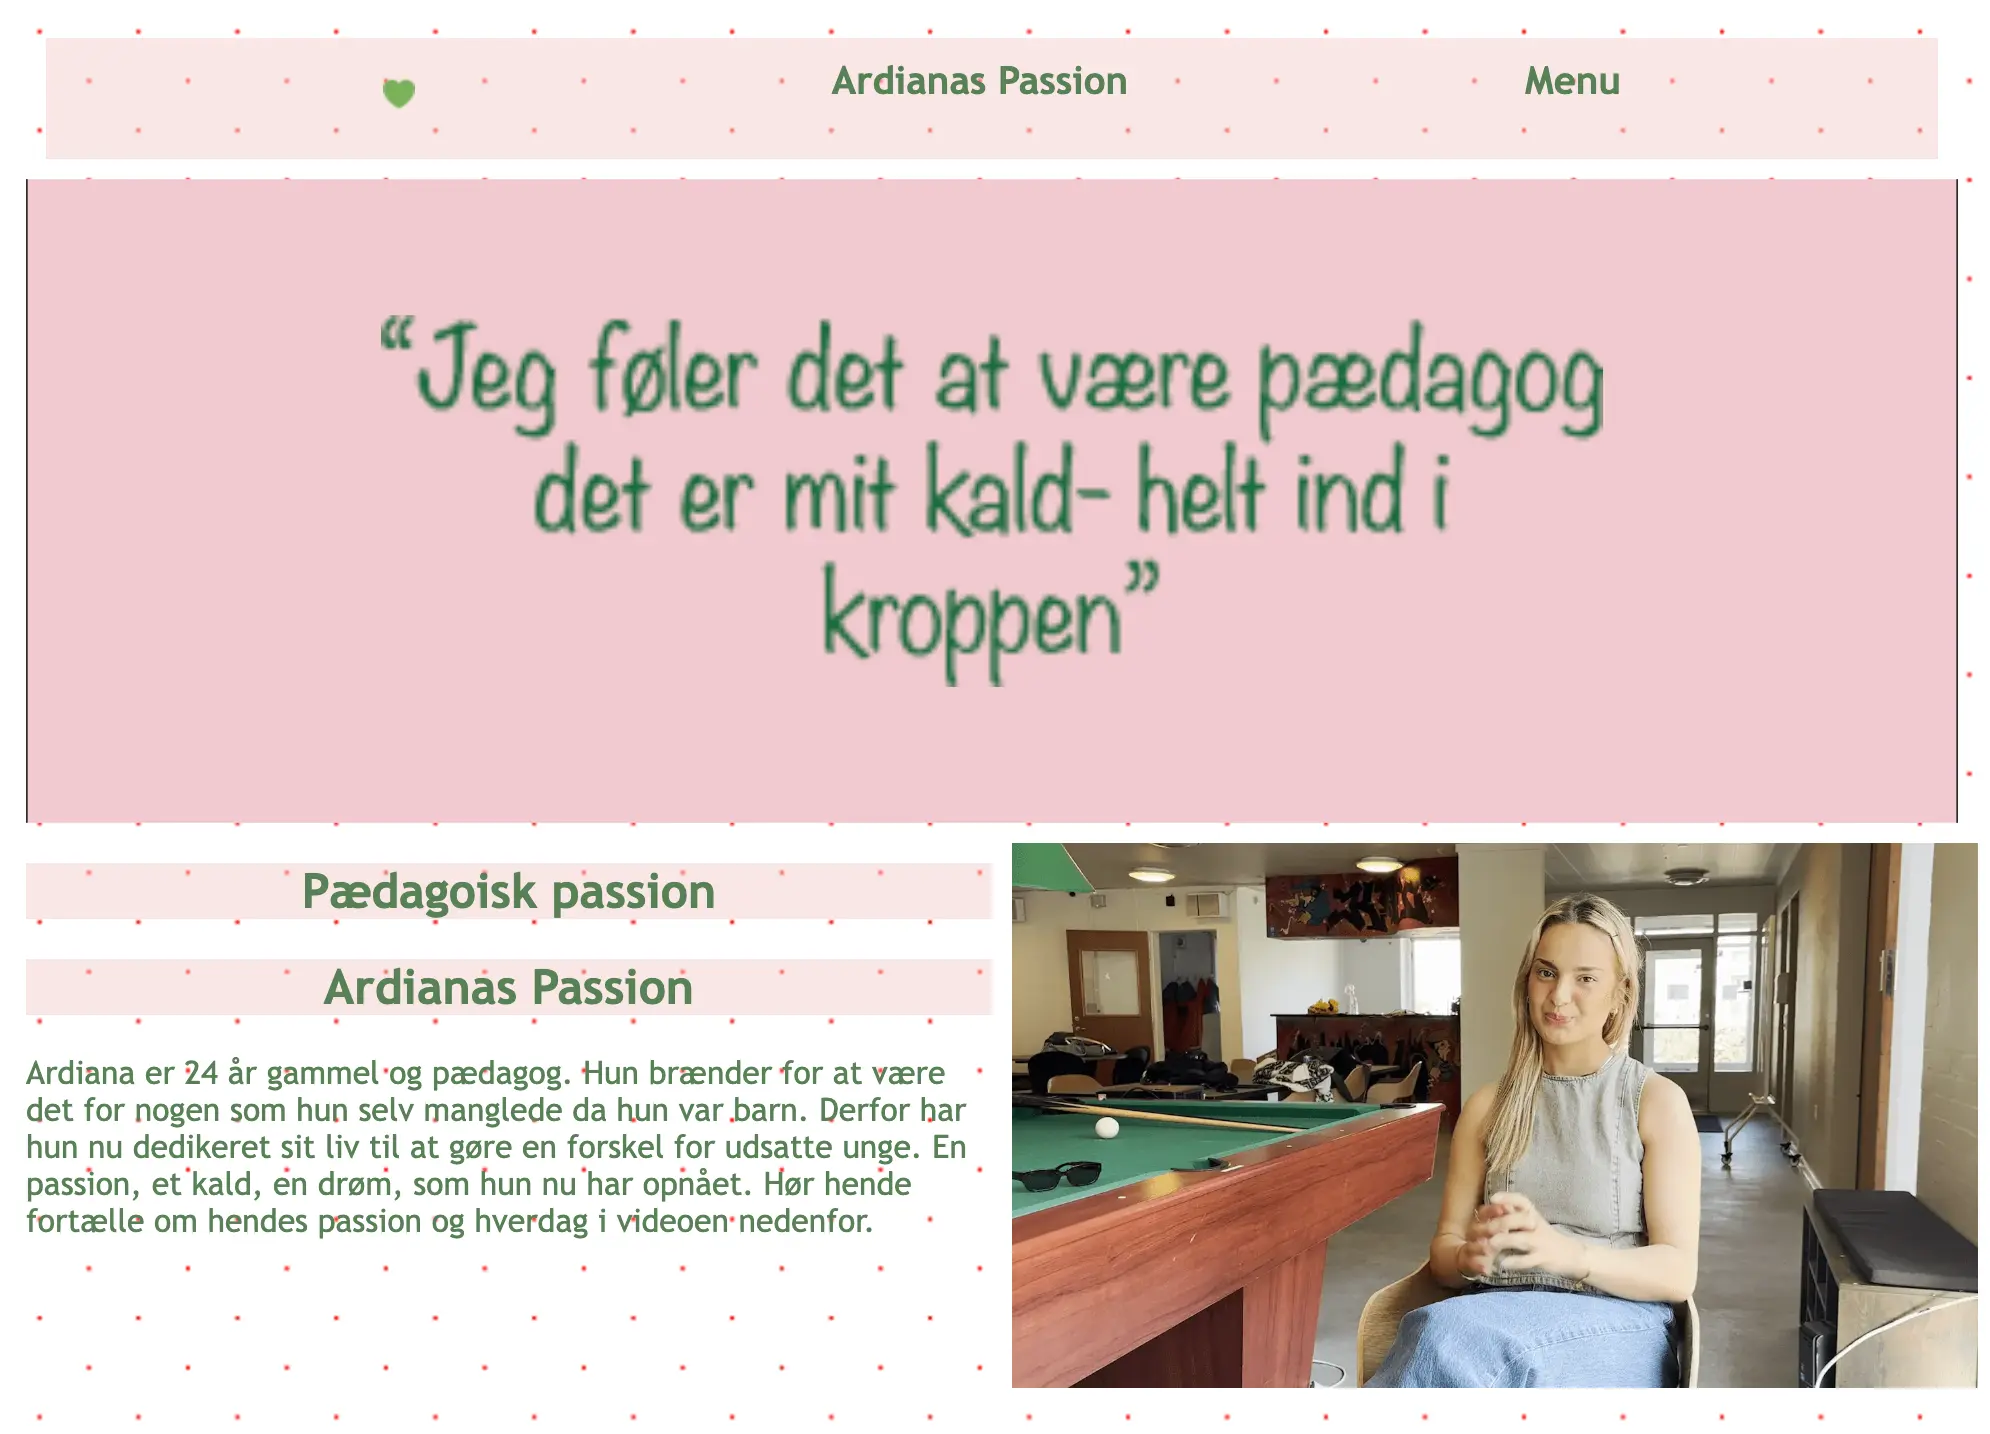 Ardianas Passion
Menu
“Jeg føler det at være pædagog
det er mit kald- helt ind i
kroppen”
Pædagoisk passion
Ardianas Passion
Ardiana er 24 år gammel og pædagog. Hun brænder for at være
det for nogen som hun selv manglede da hun var barn. Derfor har
hun nu dedikeret sit liv til at gøre en forskel for udsatte unge. En
passion, et kald, en drøm, som hun nu har opnået. Hør hende
fortælle om hendes passion og hverdag i videoen nedenfor.